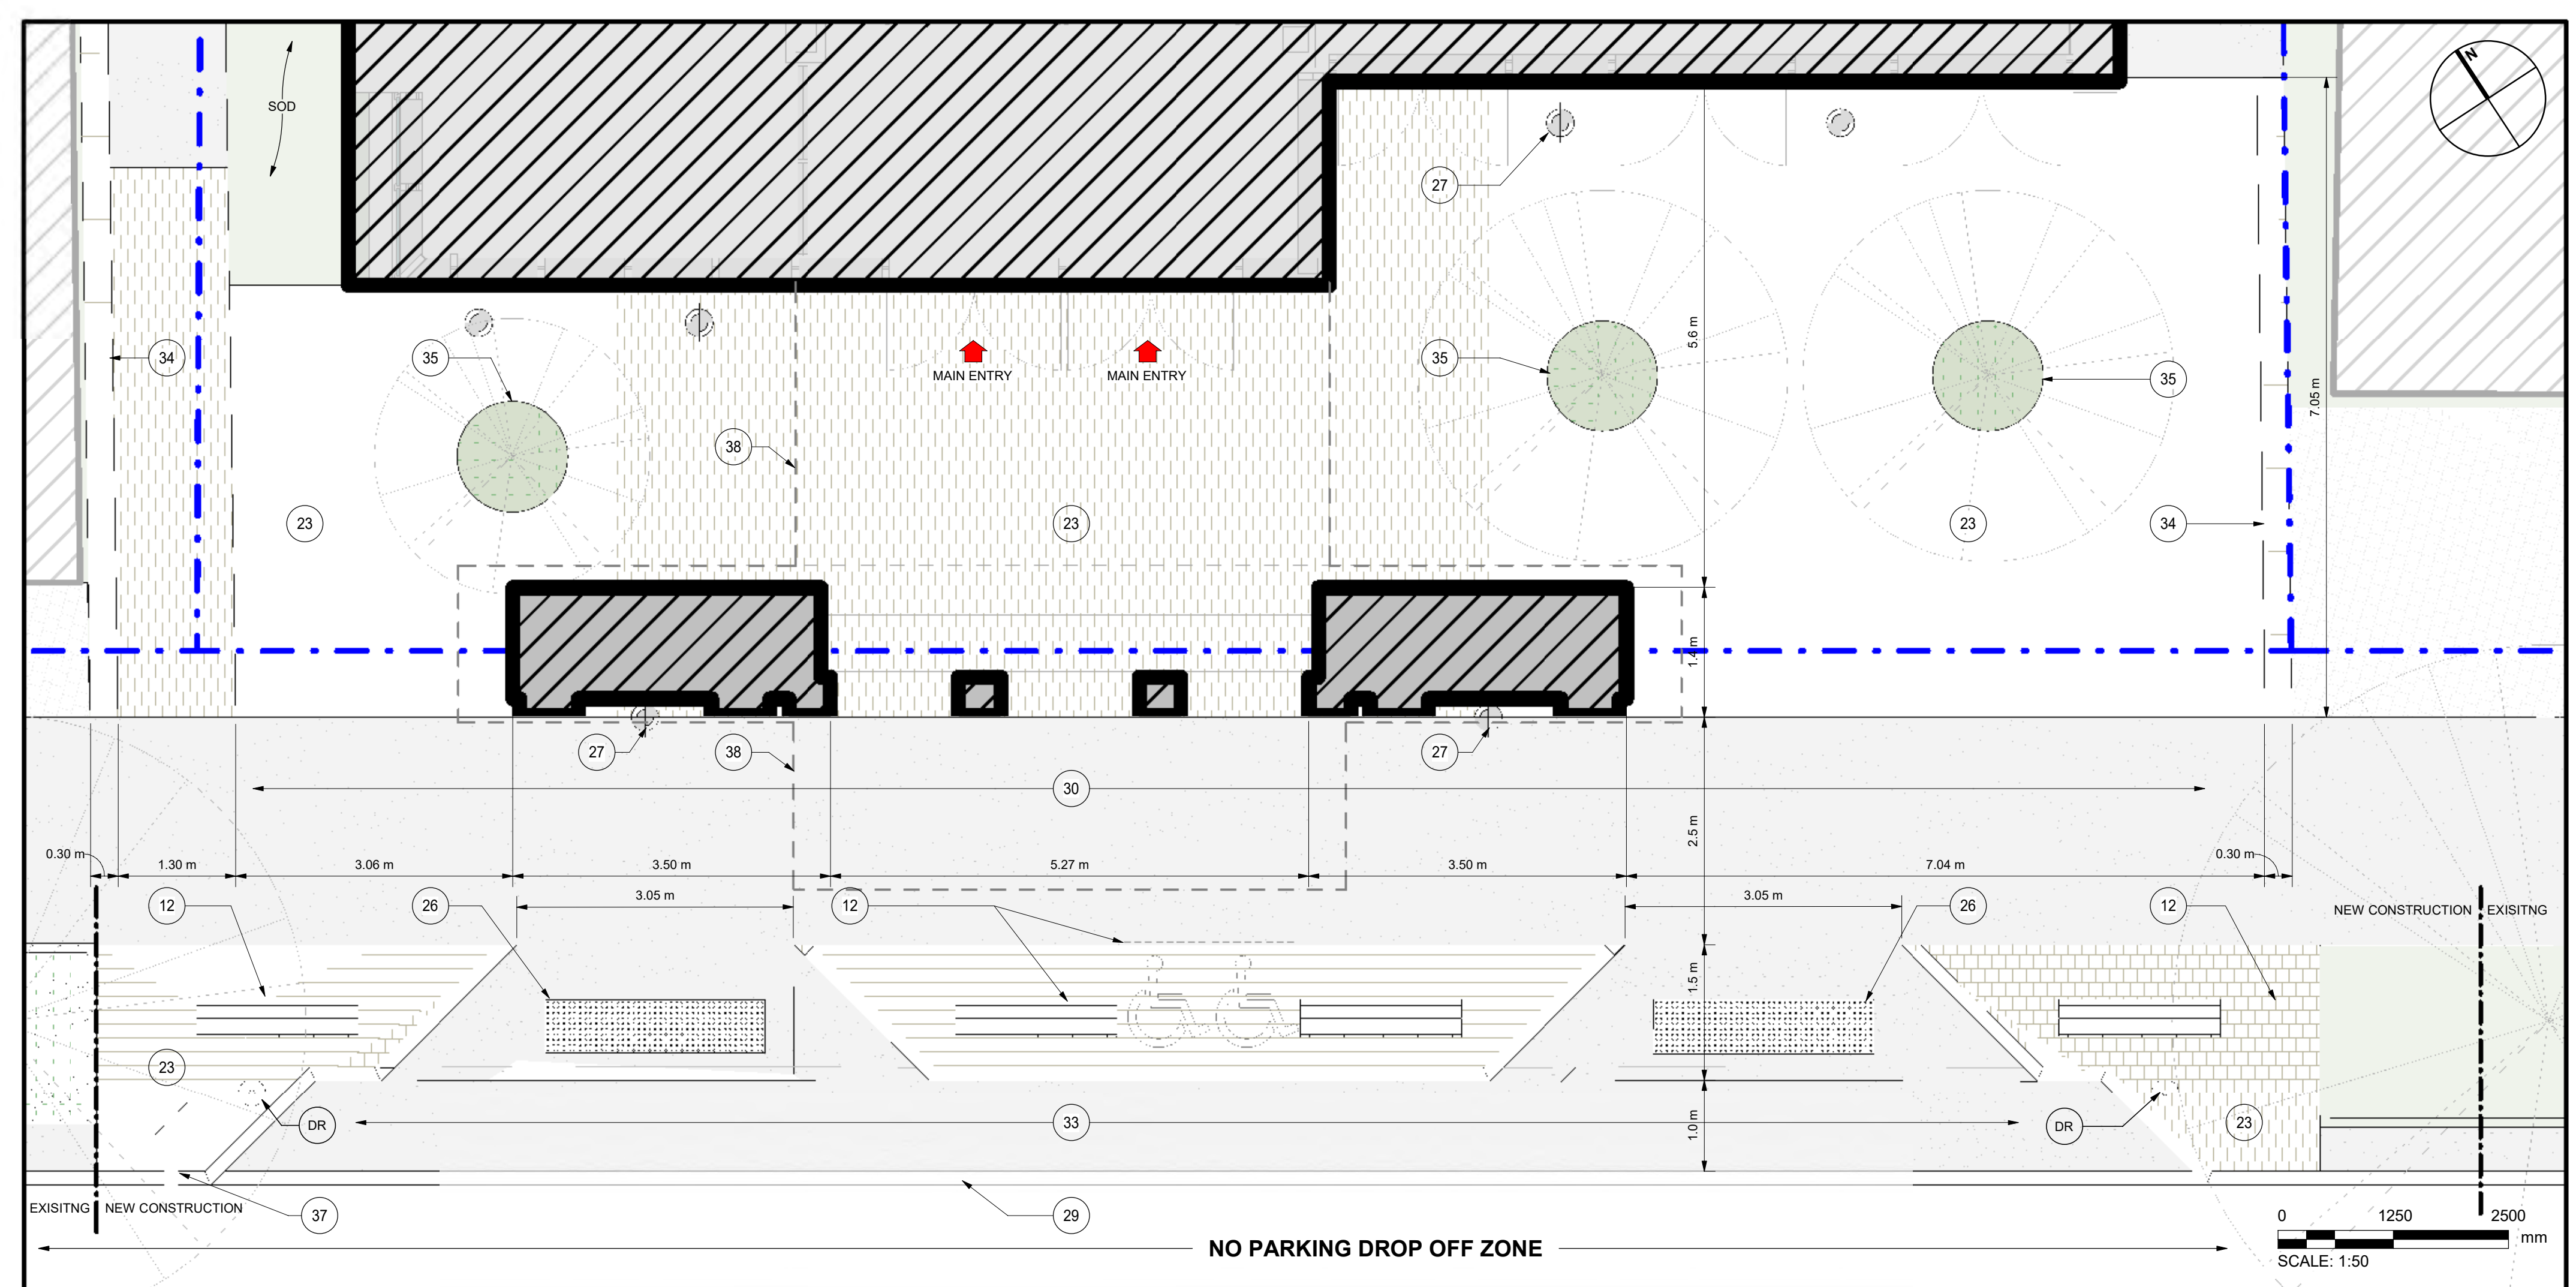 N
SOD
27
5.6 m
34
35
MAIN ENTRY
MAIN ENTRY
35
35
7.05 m
38
23
23
23
34
1.4 m
27
38
27
30
2.5 m
0.30 m
1.30 m
3.06 m
3.50 m
5.27 m
3.50 m
7.04 m
0.30 m
12
26
3.05 m
12
3.05 m
26
12
NEW CONSTRUCTION
EXISITNG
1.5 m
23
DR
33
1.0 m
DR
23
EXISITNG
NEW CONSTRUCTION
37
29
0 1250 2500
mm
NO PARKING DROP OFF ZONE
SCALE: 1:50